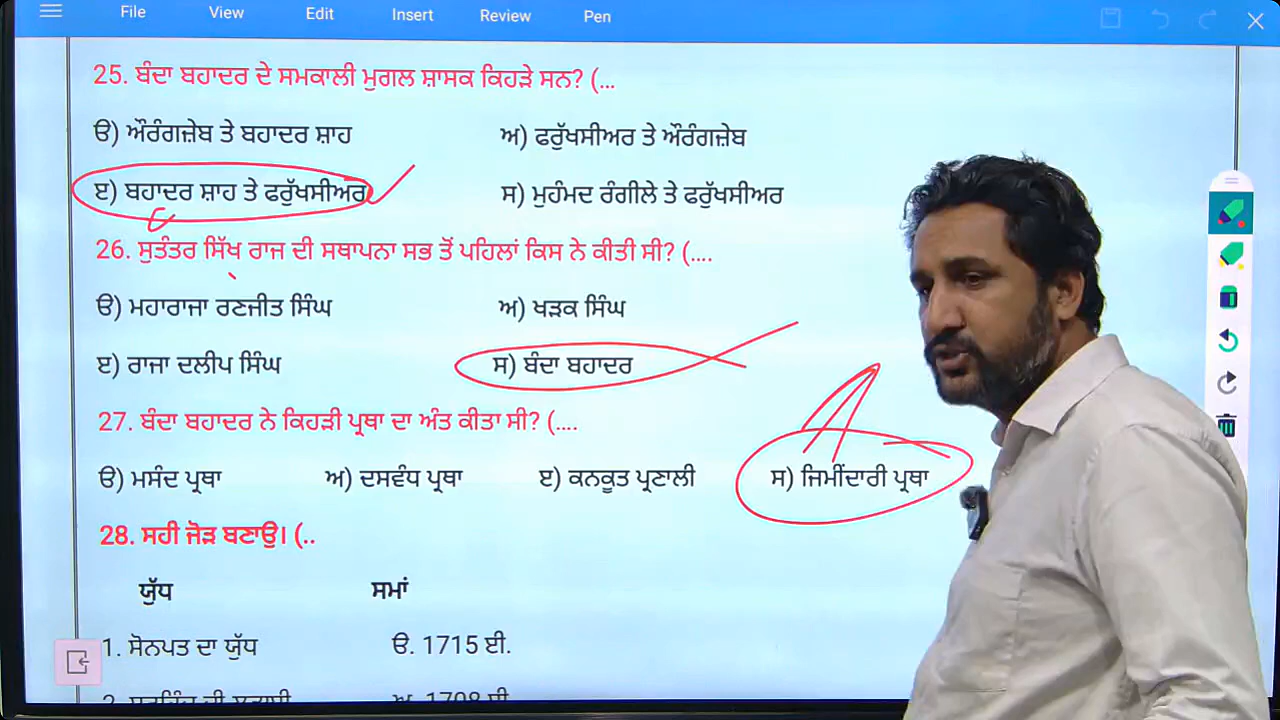 File View Edit Insert Review Pen
25. ਬੰਦਾ ਬਹਾਦਰ ਦੇ ਸਮਕਾਲੀ ਮੁਗਲ ਸ਼ਾਸਕ ਕਿਹੜੇ ਸਨ? (...
ੳ) ਔਰੰਗਜ਼ੇਬ ਤੇ ਬਹਾਦਰ ਸ਼ਾਹ ਅ) ਫਰੁੱਖਸੀਅਰ ਤੇ ਔਰੰਗਜ਼ੇਬ
ੲ) ਬਹਾਦਰ ਸ਼ਾਹ ਤੇ ਫਰੁੱਖਸੀਅਰ ਸ) ਮੁਹੰਮਦ ਰੰਗੀਲੇ ਤੇ ਫਰੁੱਖਸੀਅਰ
26. ਸੁਤੰਤਰ ਸਿੱਖ ਰਾਜ ਦੀ ਸਥਾਪਨਾ ਸਭ ਤੋਂ ਪਹਿਲਾਂ ਕਿਸ ਨੇ ਕੀਤੀ ਸੀ? (....
ੳ) ਮਹਾਰਾਜਾ ਰਣਜੀਤ ਸਿੰਘ ਅ) ਖੜਕ ਸਿੰਘ
ੲ) ਰਾਜਾ ਦਲੀਪ ਸਿੰਘ ਸ) ਬੰਦਾ ਬਹਾਦਰ
27. ਬੰਦਾ ਬਹਾਦਰ ਨੇ ਕਿਹੜੀ ਪ੍ਰਥਾ ਦਾ ਅੰਤ ਕੀਤਾ ਸੀ? (....
ੳ) ਮਸੰਦ ਪ੍ਰਥਾ ਅ) ਦਸਵੰਧ ਪ੍ਰਥਾ ੲ) ਕਨਕੂਤ ਪ੍ਰਣਾਲੀ ਸ) ਜਿਮੀਂਦਾਰੀ ਪ੍ਰਥਾ
28. ਸਹੀ ਜੋੜ ਬਣਾਉ। (..
ਯੁੱਧ ਸਮਾਂ
1. ਸੋਨਪਤ ਦਾ ਯੁੱਧ ੳ. 1715 ਈ.